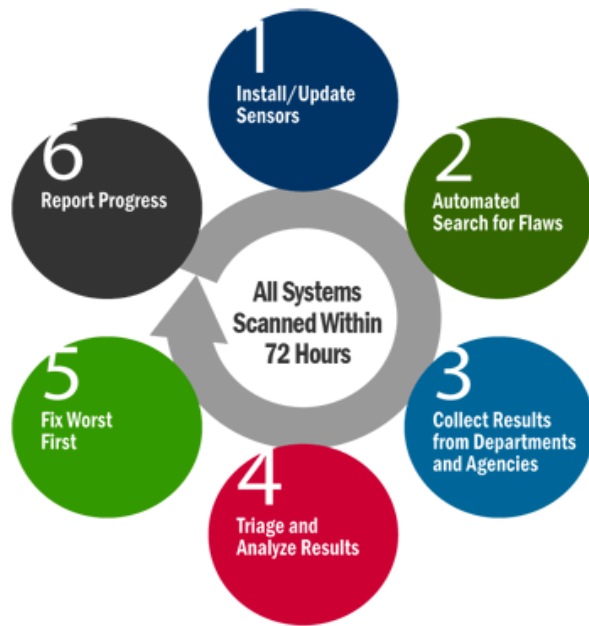 1
Install/Update
Sensors
2
Automated
Search for Flaws
3
Collect Results
from Departments
and Agencies
4
Triage and
Analyze Results
5
Fix Worst
First
6
Report Progress
All Systems
Scanned Within
72 Hours